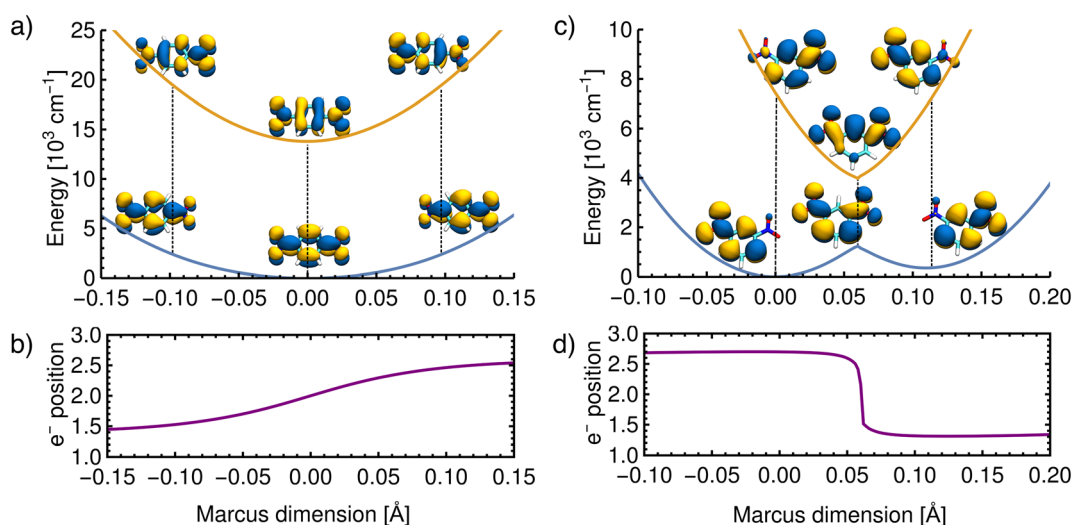 a)
Energy [10³ cm⁻¹]
25
20
15
10
5
0
−0.15 −0.10 −0.05 0.00 0.05 0.10 0.15
b)
e⁻ position
3.0
2.5
2.0
1.5
1.0
−0.15 −0.10 −0.05 0.00 0.05 0.10 0.15
Marcus dimension [Å]
c)
Energy [10³ cm⁻¹]
10
8
6
4
2
0
−0.10 −0.05 0.00 0.05 0.10 0.15 0.20
d)
e⁻ position
3.0
2.5
2.0
1.5
1.0
−0.10 −0.05 0.00 0.05 0.10 0.15 0.20
Marcus dimension [Å]